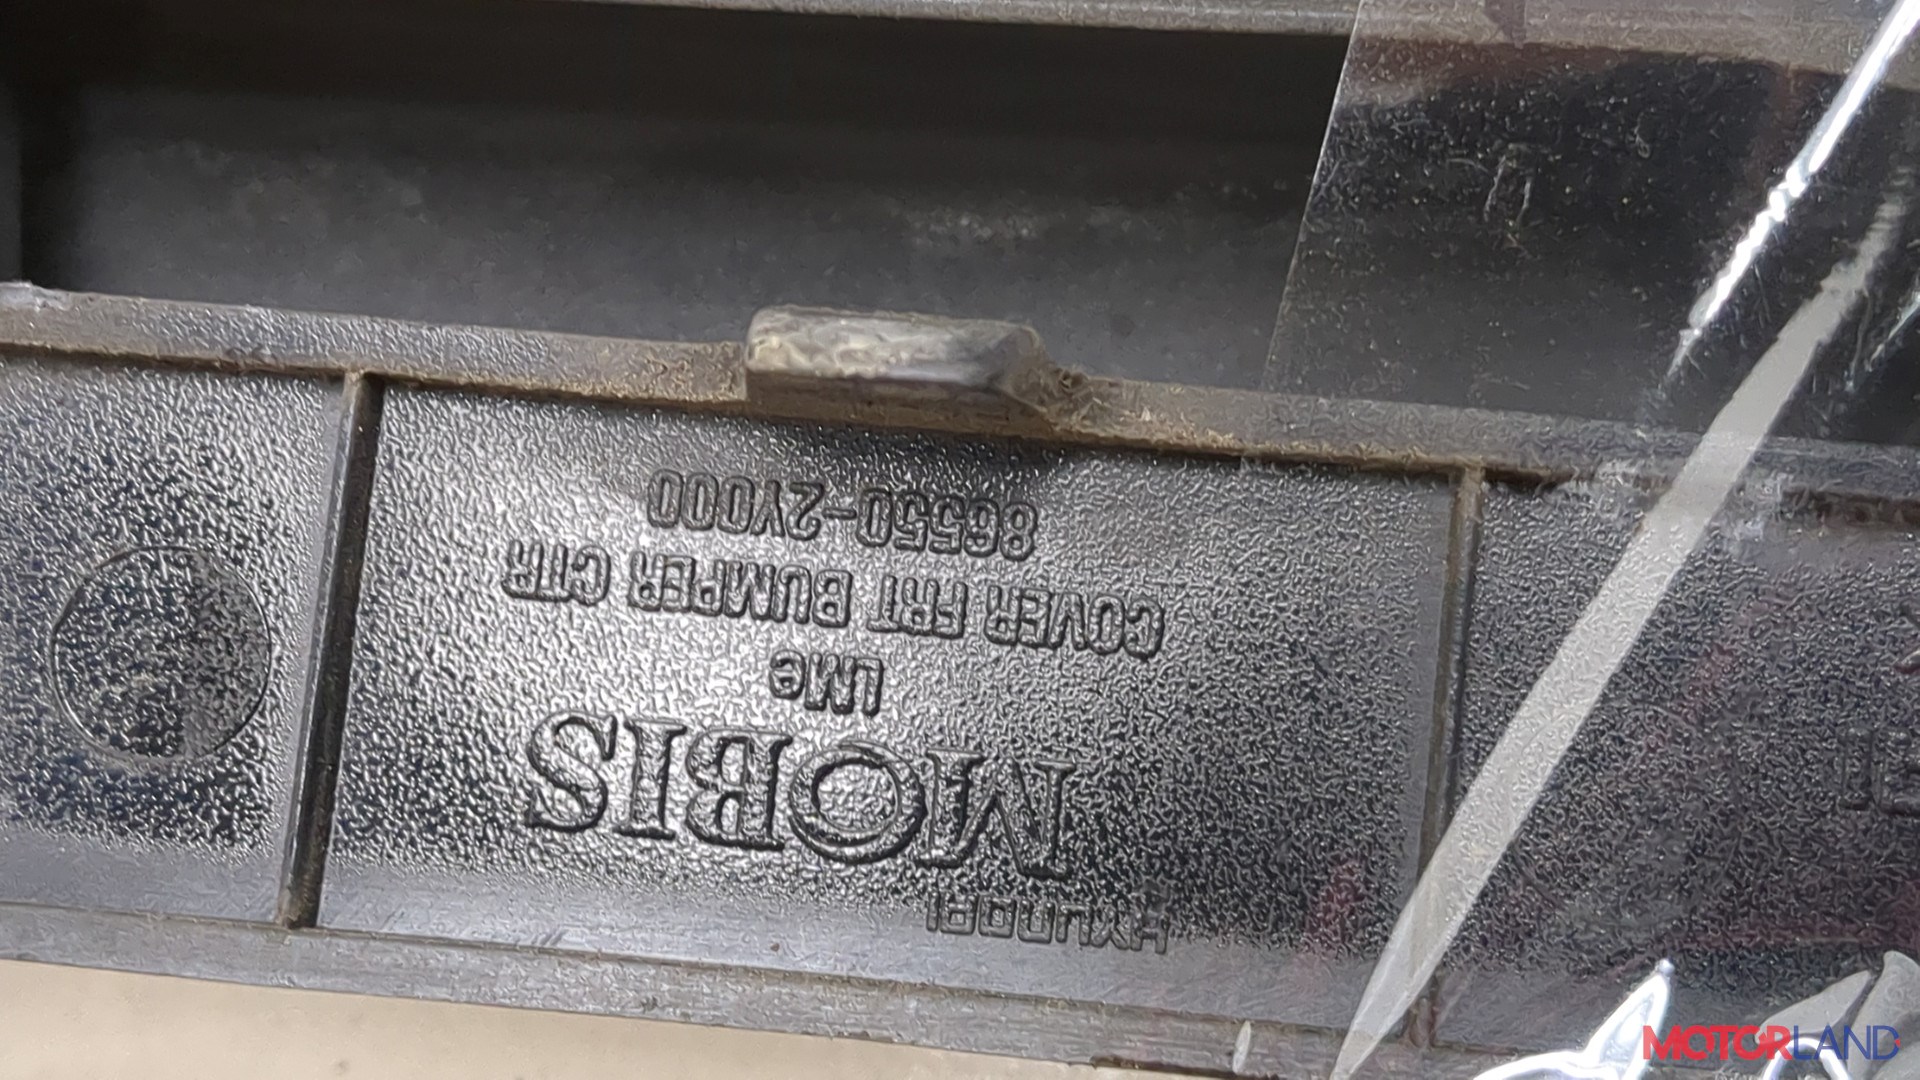 HYUNDAI
MOBIS
LMe
COVER FRT BUMPER CTR
86550-2Y000
MOTORLAND